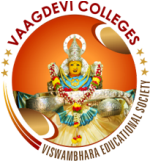 VAAGDEVI COLLEGES
VISWAMBHARA EDUCATIONAL SOCIETY